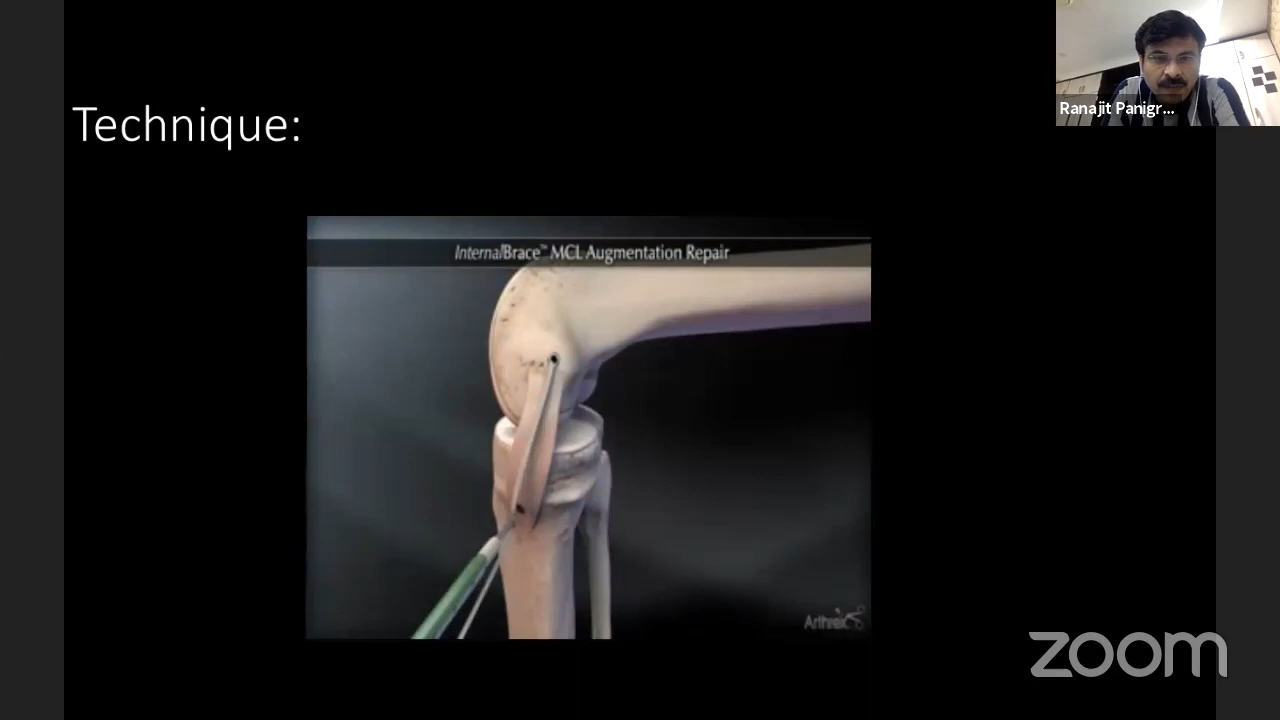 Ranajit Panigr...
Technique:
InternalBrace™ MCL Augmentation Repair
Arthrex
zoom